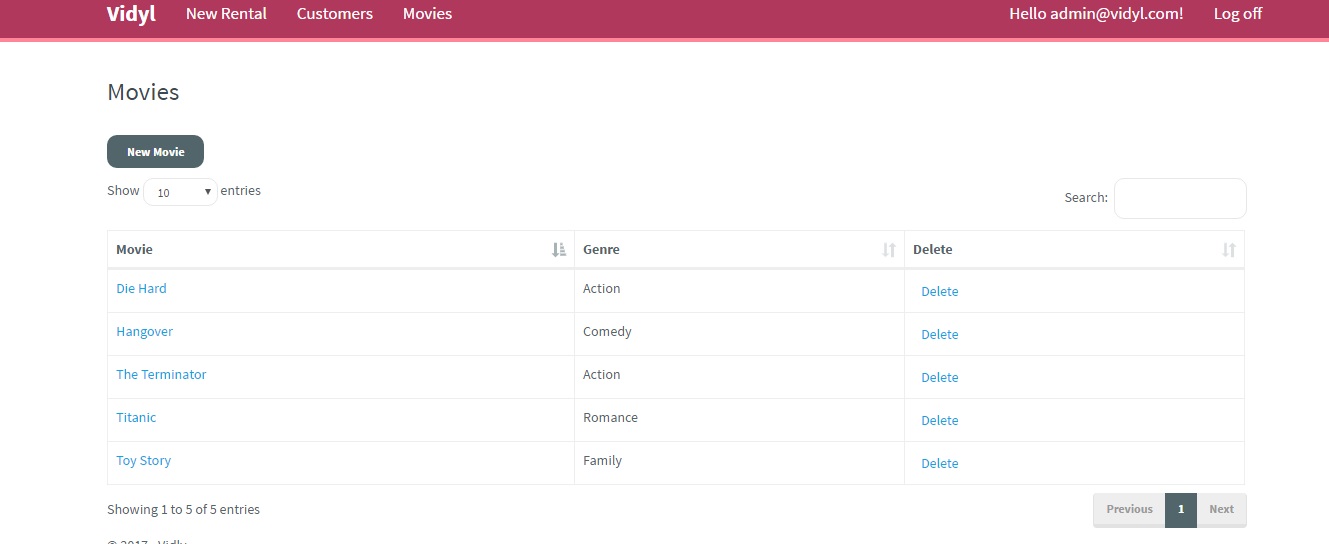 Vidyl New Rental Customers Movies Hello admin@vidyl.com! Log off
Movies
New Movie
Show 10 entries Search:
Movie Genre Delete
Die Hard Action Delete
Hangover Comedy Delete
The Terminator Action Delete
Titanic Romance Delete
Toy Story Family Delete
Showing 1 to 5 of 5 entries Previous 1 Next
© 2017 - Vidly